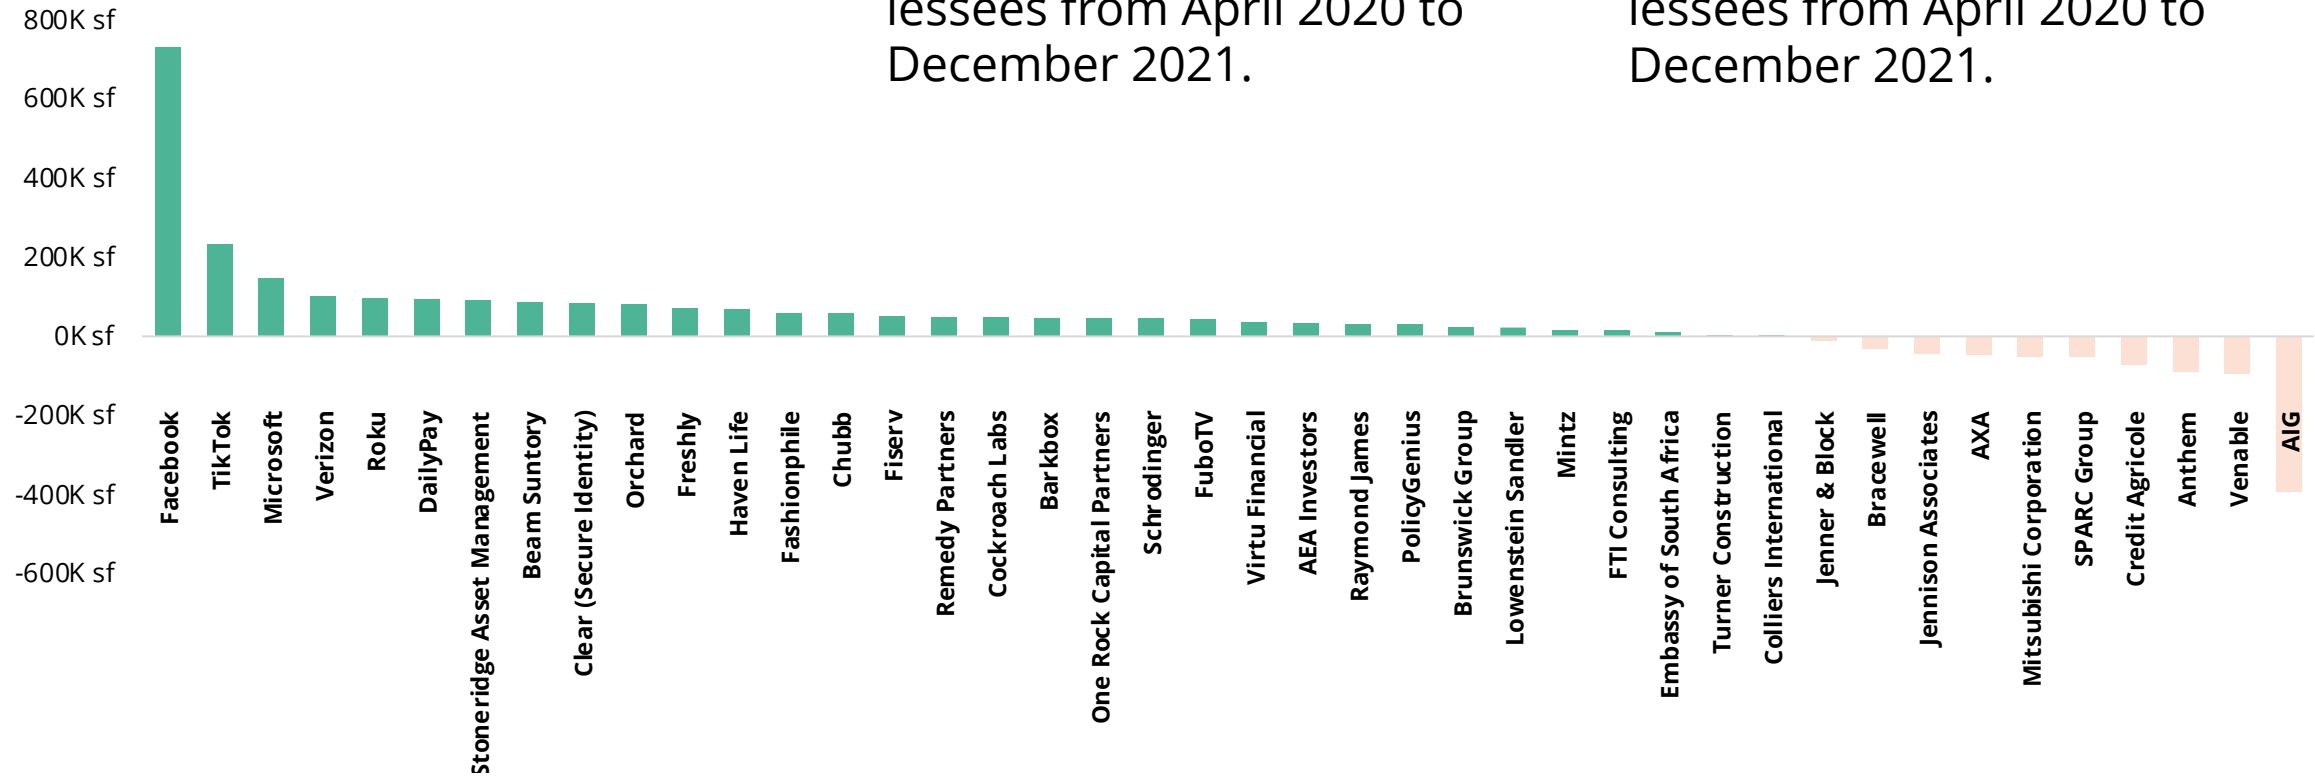 lessees from April 2020 to
December 2021.
lessees from April 2020 to
December 2021.
800K sf
600K sf
400K sf
200K sf
0K sf
-200K sf
-400K sf
-600K sf
Facebook
TikTok
Microsoft
Verizon
Roku
DailyPay
Stoneridge Asset Management
Beam Suntory
Clear (Secure Identity)
Orchard
Freshly
Haven Life
Fashionphile
Chubb
Fiserv
Remedy Partners
Cockroach Labs
Barkbox
One Rock Capital Partners
Schrodinger
FuboTV
Virtu Financial
AEA Investors
Raymond James
PolicyGenius
Brunswick Group
Lowenstein Sandler
Mintz
FTI Consulting
Embassy of South Africa
Turner Construction
Colliers International
Jenner & Block
Bracewell
Jennison Associates
AXA
Mitsubishi Corporation
SPARC Group
Credit Agricole
Anthem
Venable
AIG